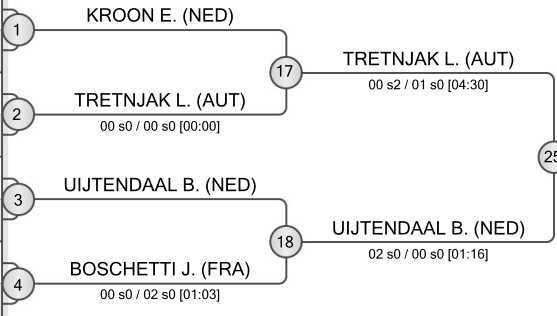 KROON E. (NED)
1
17
TRETNJAK L. (AUT)
00 s2 / 01 s0 [04:30]
TRETNJAK L. (AUT)
2
00 s0 / 00 s0 [00:00]
25
UIJTENDAAL B. (NED)
3
18
UIJTENDAAL B. (NED)
02 s0 / 00 s0 [01:16]
BOSCHETTI J. (FRA)
4
00 s0 / 02 s0 [01:03]